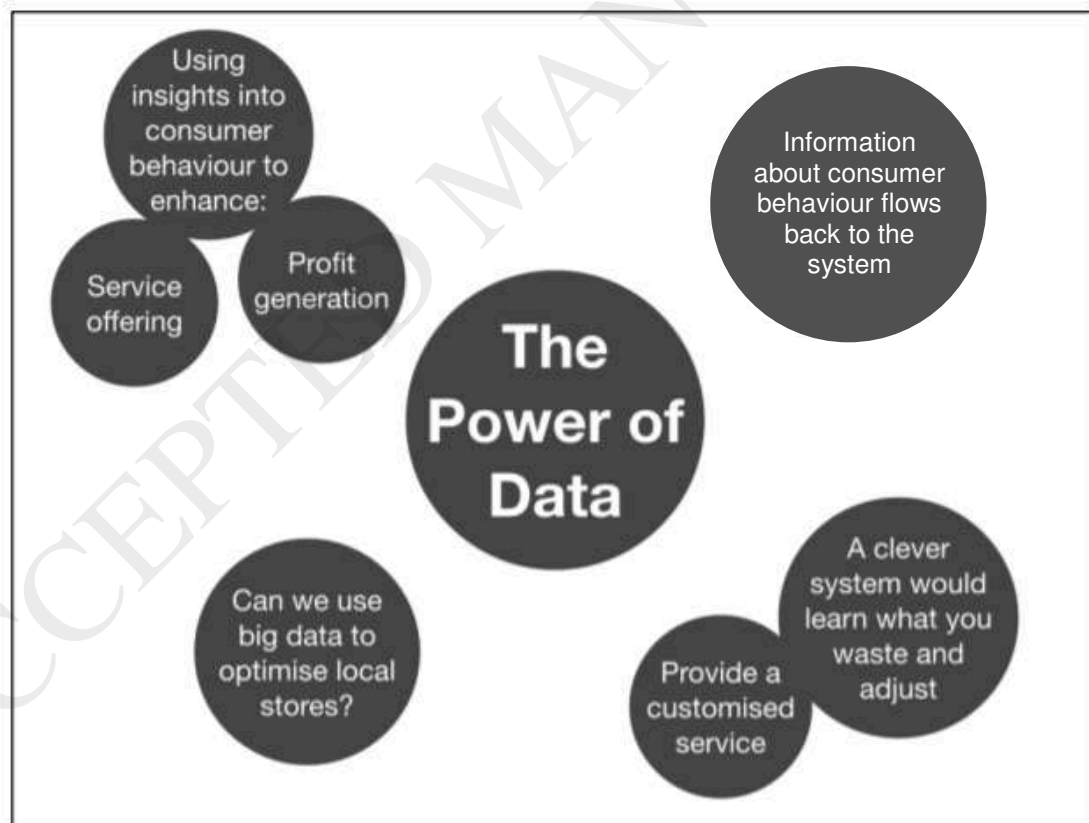 Using
insights into
consumer
behaviour to
enhance:
Service
offering
Profit
generation
Information
about consumer
behaviour flows
back to the
system
The
Power of
Data
Can we use
big data to
optimise local
stores?
A clever
system would
learn what you
waste and
adjust
Provide a
customised
service
CCEPTED MAN